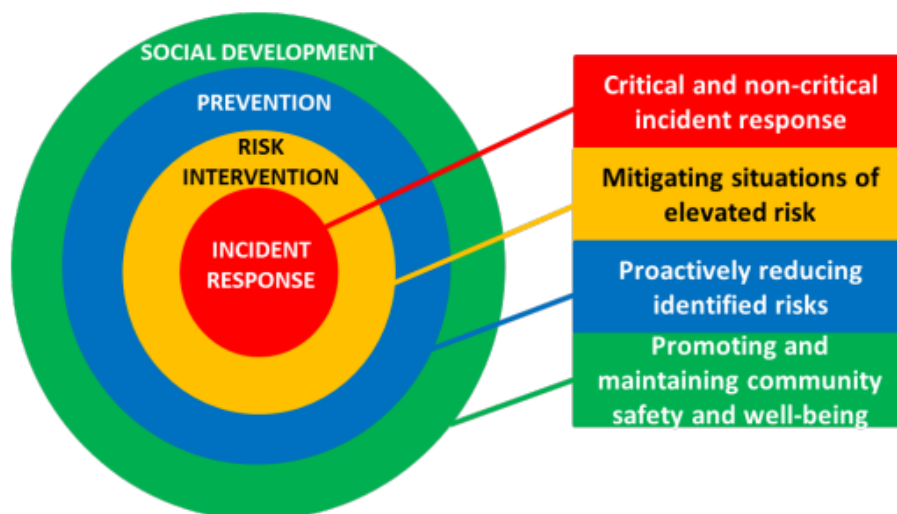 SOCIAL DEVELOPMENT
PREVENTION
RISK
INTERVENTION
INCIDENT
RESPONSE
Critical and non-critical
incident response
Mitigating situations of
elevated risk
Proactively reducing
identified risks
Promoting and
maintaining community
safety and well-being